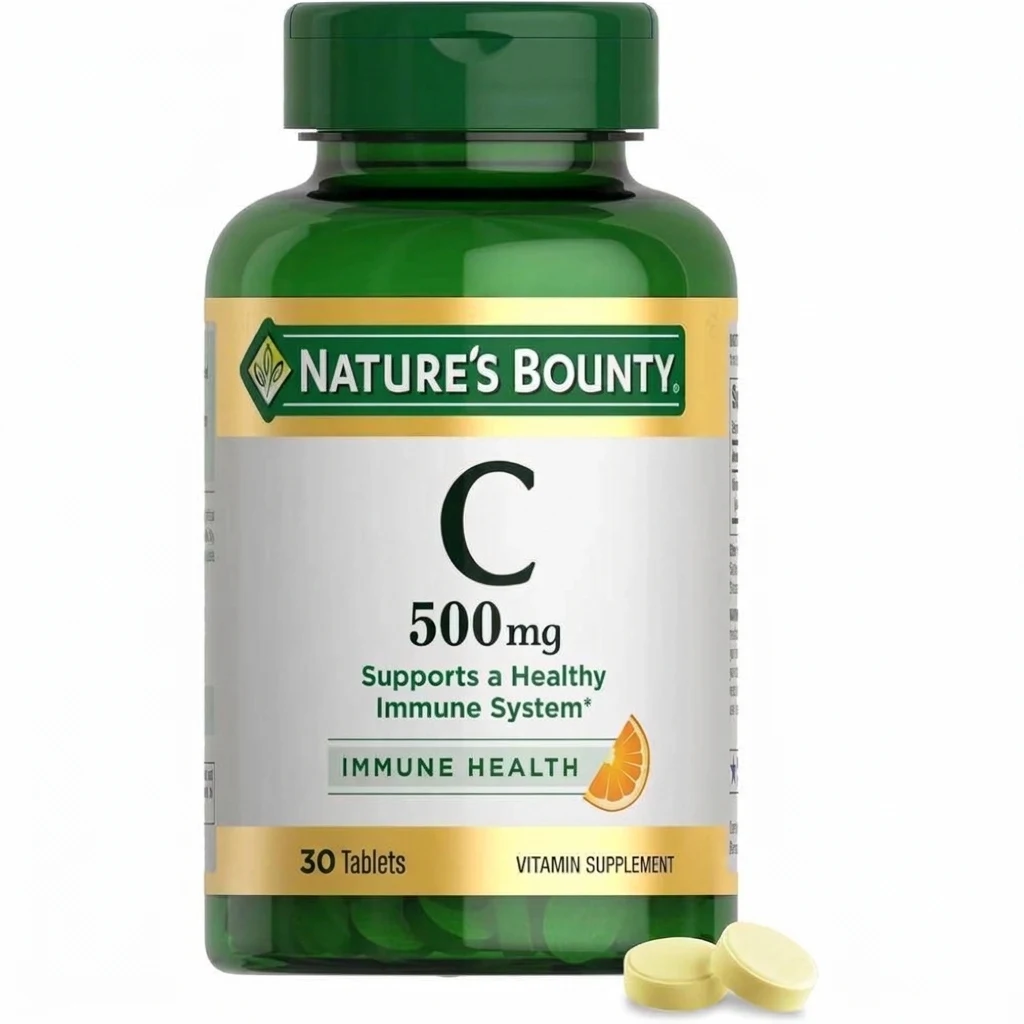 NATURE'S BOUNTY®
C
500mg
Supports a Healthy
Immune System*
IMMUNE HEALTH
30 Tablets
VITAMIN SUPPLEMENT